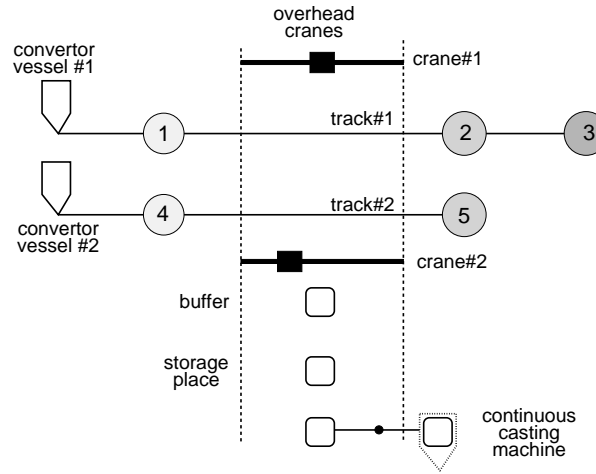 overhead
cranes
convertor
vessel #1
crane#1
track#1
1
2
3
track#2
4
5
convertor
vessel #2
crane#2
buffer
storage
place
continuous
casting
machine